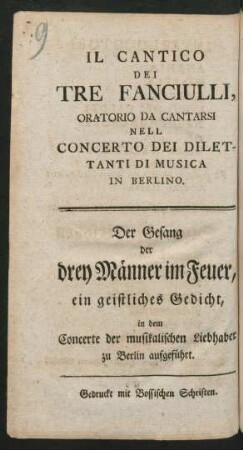 9
IL CANTICO
DEI
TRE FANCIULLI,
ORATORIO DA CANTARSI
NELL
CONCERTO DEI DILET-
TANTI DI MUSICA
IN BERLINO.
Der Gesang
der
drey Männer im Feuer,
ein geistliches Gedicht,
in dem
Concerte der musikalischen Liebhaber
zu Berlin aufgeführt.
Gedruckt mit Vossischen Schriften.